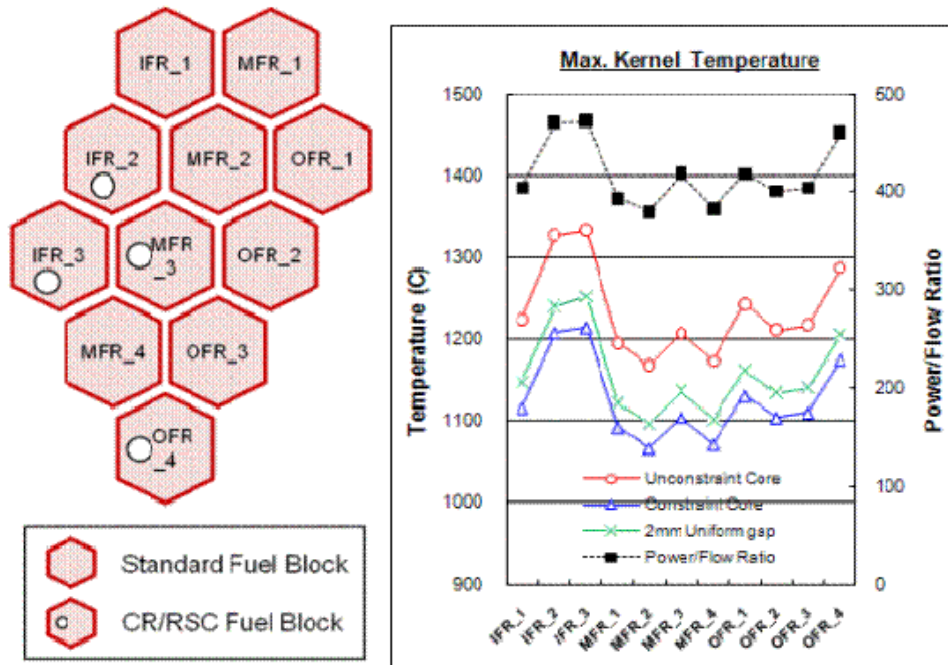 IFR_1
MFR_1
IFR_2
MFR_2
OFR_1
IFR_3
MFR
_3
OFR_2
MFR_4
OFR_3
OFR
_4
Standard Fuel Block
CR/RSC Fuel Block
Max. Kernel Temperature
Temperature (C)
1500
1400
1300
1200
1100
1000
900
500
400
300
200
100
0
Power/Flow Ratio
Unconstraint Core
Constraint Core
2mm Uniform gap
Power/Flow Ratio
IFR_1
IFR_2
IFR_3
MFR_1
MFR_2
MFR_3
MFR_4
OFR_1
OFR_2
OFR_3
OFR_4